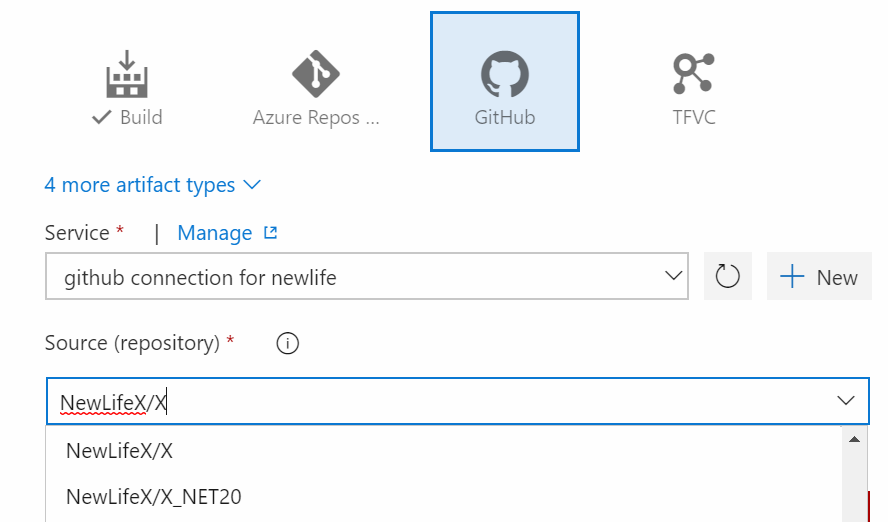 Build
Azure Repos ...
GitHub
TFVC
4 more artifact types
Service * | Manage
github connection for newlife
New
Source (repository) *
NewLifeX/X
NewLifeX/X
NewLifeX/X_NET20